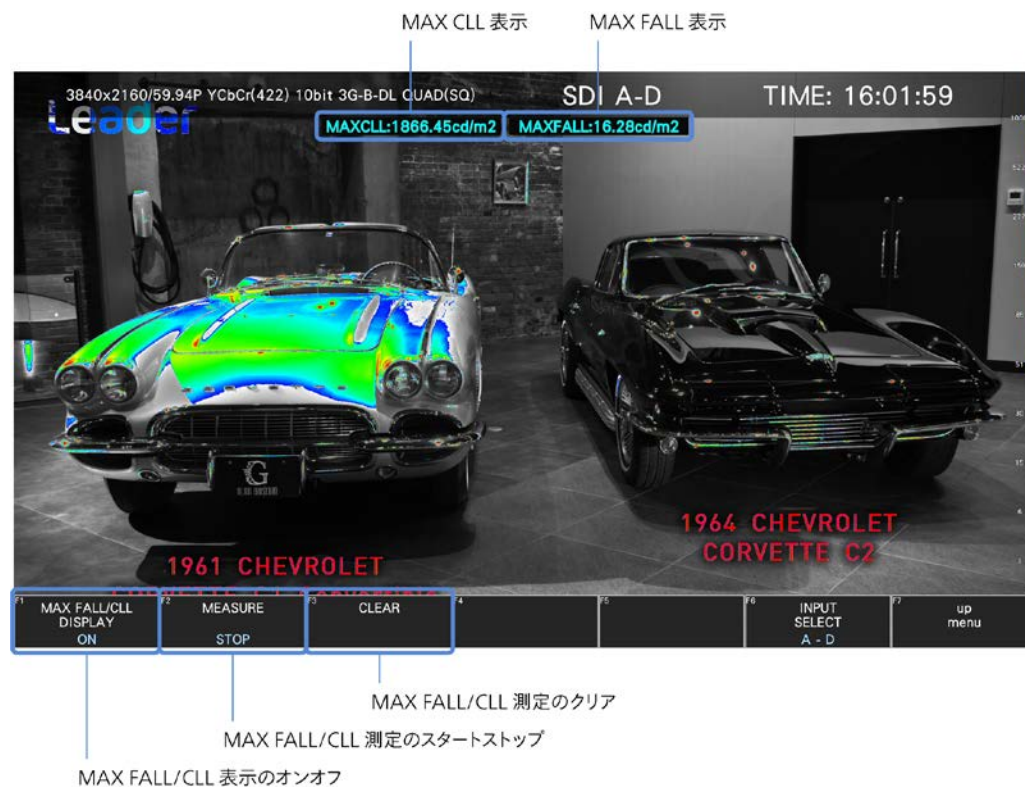 MAX CLL 表示
MAX FALL 表示
3840x2160/59.94P YCbCr(422) 10bit 3G-B-DL QUAD(SQ)
SDI A-D
TIME: 16:01:59
Leader
MAXCLL:1866.45cd/m2
MAXFALL:16.28cd/m2
G
1961 CHEVROLET
1964 CHEVROLET
CORVETTE C2
F1 MAX FALL/CLL
DISPLAY
ON
F2 MEASURE
STOP
F3 CLEAR
F4
F5
F6 INPUT
SELECT
A - D
F7 up
menu
MAX FALL/CLL 測定のクリア
MAX FALL/CLL 測定のスタートストップ
MAX FALL/CLL 表示のオンオフ